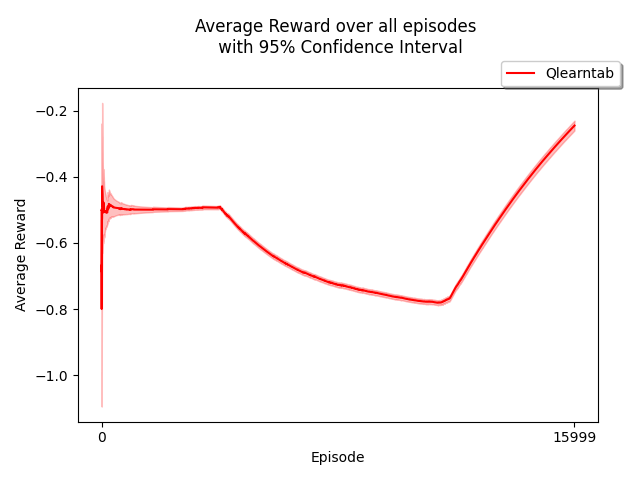 Average Reward over all episodes
with 95% Confidence Interval
Qlearntab
−0.2
−0.4
−0.6
−0.8
−1.0
Average Reward
0
15999
Episode